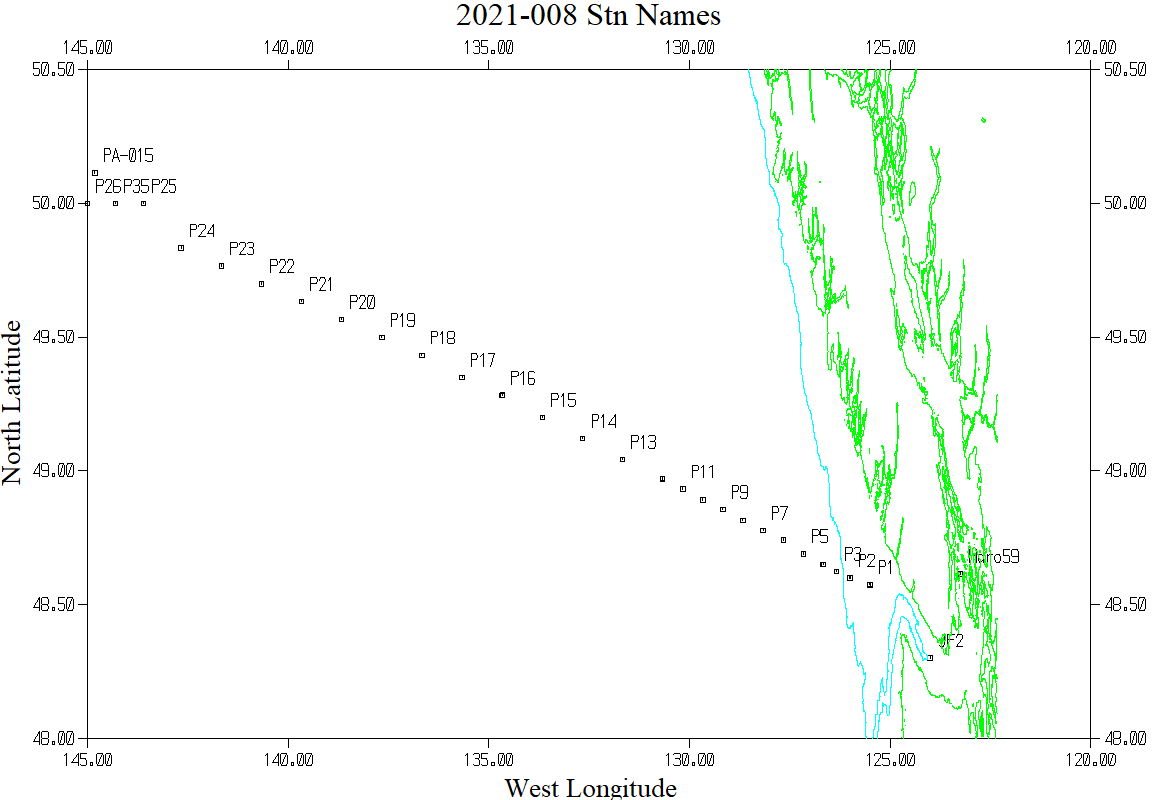 2021-008 Stn Names
145.00 140.00 135.00 130.00 125.00 120.00
50.50 50.50
PA-015
P26 P35 P25
50.00 50.00
P24
P23
P22
P21
P20
P19
49.50 49.50
P18
P17
P16
P15
P14
P13
49.00 49.00
P11
P9
P7
P5
P3 P2 P1
Haro59
48.50 48.50
JF2
48.00 48.00
145.00 140.00 135.00 130.00 125.00 120.00
West Longitude
North Latitude